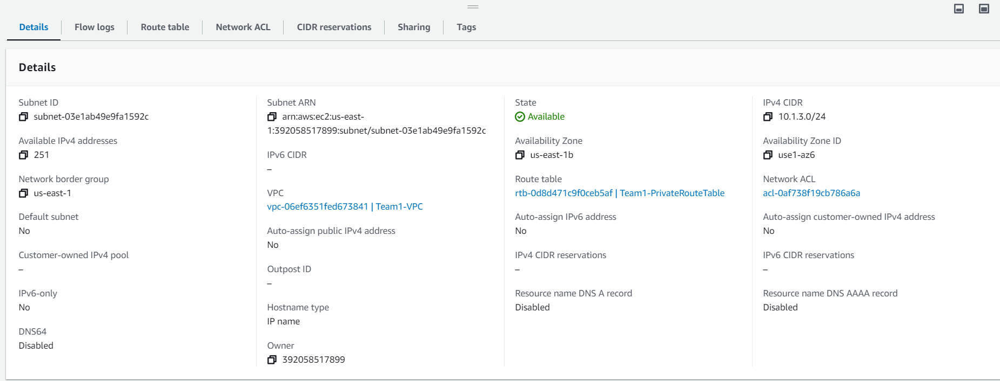 Details
Flow logs
Route table
Network ACL
CIDR reservations
Sharing
Tags
Details
Subnet ID
subnet-03e1ab49e9fa1592c
Available IPv4 addresses
251
Network border group
us-east-1
Default subnet
No
Customer-owned IPv4 pool
–
IPv6-only
No
DNS64
Disabled
Subnet ARN
arn:aws:ec2:us-east-
1:392058517899:subnet/subnet-03e1ab49e9fa1592c
IPv6 CIDR
–
VPC
vpc-06ef6351fed673841 | Team1-VPC
Auto-assign public IPv4 address
No
Outpost ID
–
Hostname type
IP name
Owner
392058517899
State
Available
Availability Zone
us-east-1b
Route table
rtb-0d8d471c9f0ceb5af | Team1-PrivateRouteTable
Auto-assign IPv6 address
No
IPv4 CIDR reservations
–
Resource name DNS A record
Disabled
IPv4 CIDR
10.1.3.0/24
Availability Zone ID
use1-az6
Network ACL
acl-0af738f19cb786a6a
Auto-assign customer-owned IPv4 address
No
IPv6 CIDR reservations
–
Resource name DNS AAAA record
Disabled